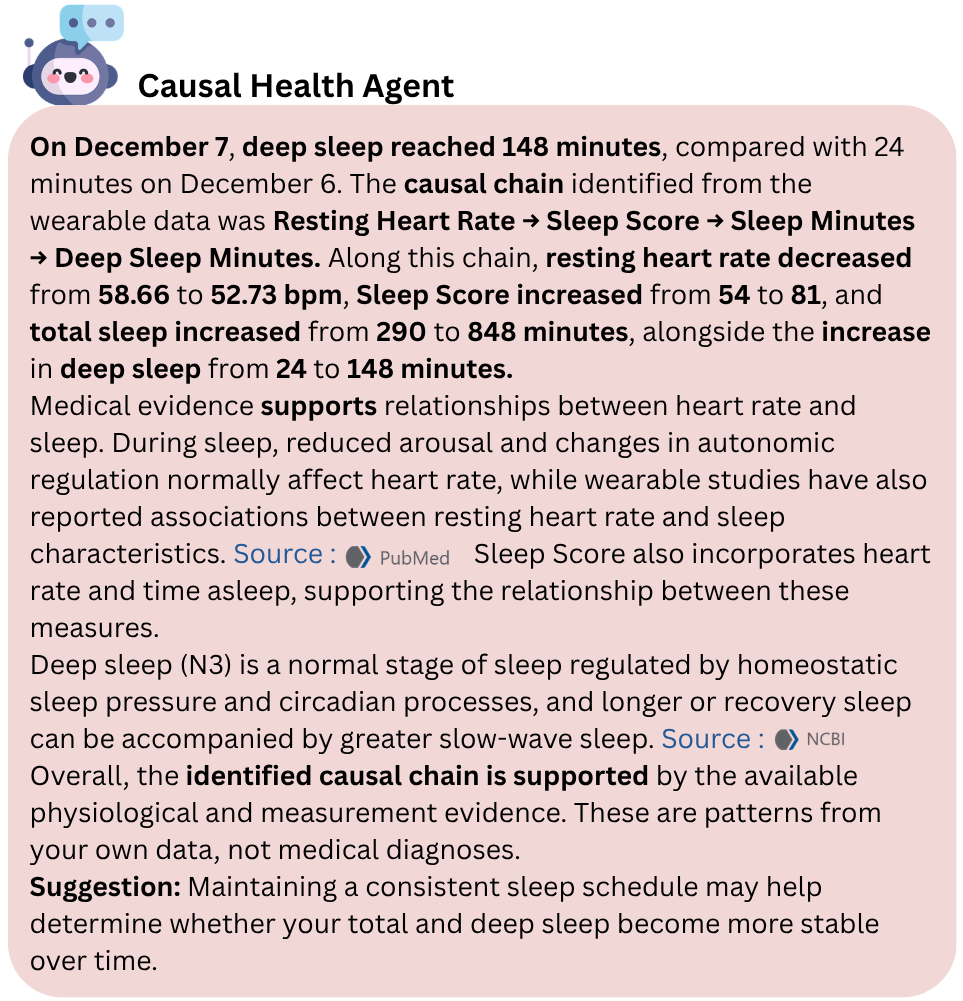 Causal Health Agent
On December 7, deep sleep reached 148 minutes, compared with 24
minutes on December 6. The causal chain identified from the
wearable data was Resting Heart Rate → Sleep Score → Sleep Minutes
→ Deep Sleep Minutes. Along this chain, resting heart rate decreased
from 58.66 to 52.73 bpm, Sleep Score increased from 54 to 81, and
total sleep increased from 290 to 848 minutes, alongside the increase
in deep sleep from 24 to 148 minutes.
Medical evidence supports relationships between heart rate and
sleep. During sleep, reduced arousal and changes in autonomic
regulation normally affect heart rate, while wearable studies have also
reported associations between resting heart rate and sleep
characteristics. Source : PubMed Sleep Score also incorporates heart
rate and time asleep, supporting the relationship between these
measures.
Deep sleep (N3) is a normal stage of sleep regulated by homeostatic
sleep pressure and circadian processes, and longer or recovery sleep
can be accompanied by greater slow-wave sleep. Source : NCBI
Overall, the identified causal chain is supported by the available
physiological and measurement evidence. These are patterns from
your own data, not medical diagnoses.
Suggestion: Maintaining a consistent sleep schedule may help
determine whether your total and deep sleep become more stable
over time.